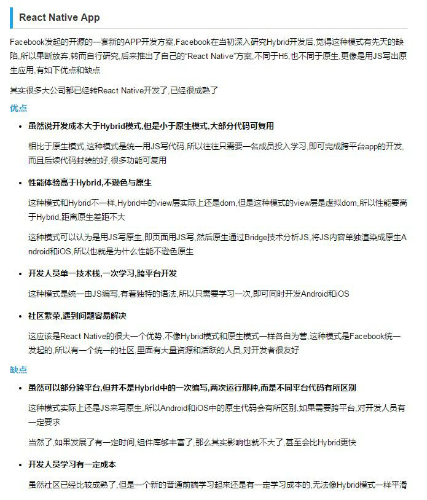 React Native App
Facebook发起的开源的一套新的APP开发方案,Facebook在当初深入研究Hybrid开发后,觉得这种模式有先天的缺
陷,所以果断放弃,转而自行研究,后来推出了自己的"React Native"方案,不同于H5,也不同于原生,更像是用JS写出原
生应用,有如下优点和缺点
其实很多大公司都已经转React Native开发了,已经很成熟了
优点
虽然说开发成本大于Hybrid模式,但是小于原生模式,大部分代码可复用
相比于原生模式,这种模式是统一用JS写代码,所以往往只需要一名成员投入学习,即可完成跨平台app的开发,
而且后续代码封装的好,很多功能可复用
性能体验高于Hybrid,不逊色与原生
这种模式和Hybrid不一样,Hybrid中的view层实际上还是dom,但是这种模式的view层是虚拟dom,所以性能要高
于Hybrid,距离原生差距不大
这种模式可以认为是用JS写原生,即页面用JS写,然后原生通过Bridge技术分析JS,将JS内容单独渲染成原生A
ndroid和iOS,所以也就是为什么性能不逊色原生
开发人员单一技术栈,一次学习,跨平台开发
这种模式是统一由JS编写,有着独特的语法,所以只需要学习一次,即可同时开发Android和iOS
社区繁荣,遇到问题容易解决
这应该是React Native的很大一个优势,不像Hybrid模式和原生模式一样各自为营,这种模式是Facebook统一
发起的,所以有一个统一的社区,里面有大量资源和活跃的人员,对开发者很友好
缺点
虽然可以部分跨平台,但并不是Hybrid中的一次编写,两次运行那种,而是不同平台代码有所区别
这种模式实际上还是JS来写原生,所以Android和iOS中的原生代码会有所区别,如果需要跨平台,对开发人员有
一定要求
当然了,如果发展了有一定时间,组件库够丰富了,那么其实影响也就不大了,甚至会比Hybrid更快
开发人员学习有一定成本
虽然社区已经比较成熟了,但是一个新的普通前端学习起来还是有一定学习成本的,无法像Hybrid模式一样平滑